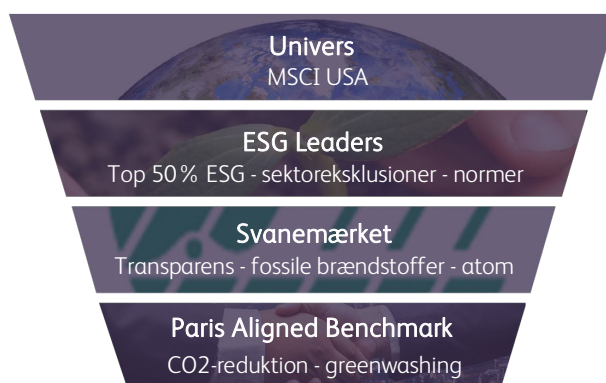 Univers
MSCI USA
ESG Leaders
Top 50% ESG - sektoreksklusioner - normer
Svanemærket
Transparens - fossile brændstoffer - atom
Paris Aligned Benchmark
CO2-reduktion - greenwashing